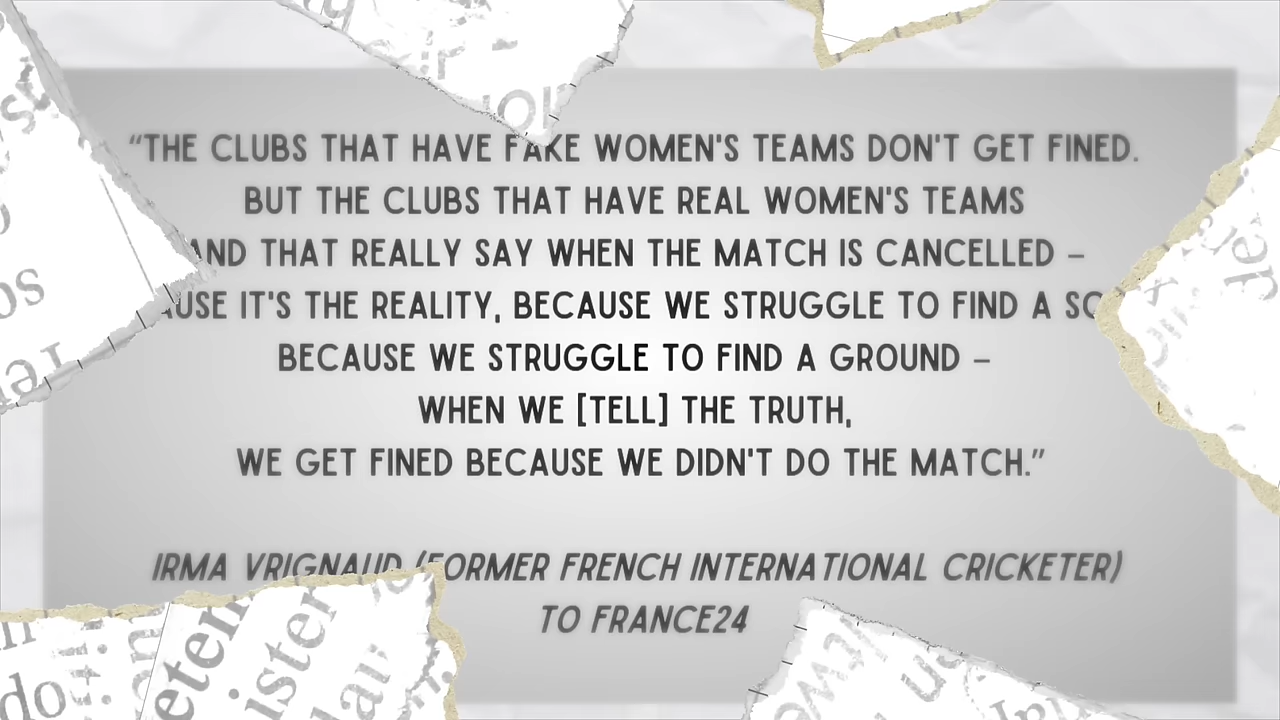 “THE CLUBS THAT HAVE FAKE WOMEN'S TEAMS DON'T GET FINED.
BUT THE CLUBS THAT HAVE REAL WOMEN'S TEAMS
AND THAT REALLY SAY WHEN THE MATCH IS CANCELLED –
IT'S THE REALITY, BECAUSE WE STRUGGLE TO FIND A
BECAUSE WE STRUGGLE TO FIND A GROUND –
WHEN WE [TELL] THE TRUTH,
WE GET FINED BECAUSE WE DIDN'T DO THE MATCH.”
IRMA VRIGNAUD (FORMER FRENCH INTERNATIONAL CRICKETER)
TO FRANCE24